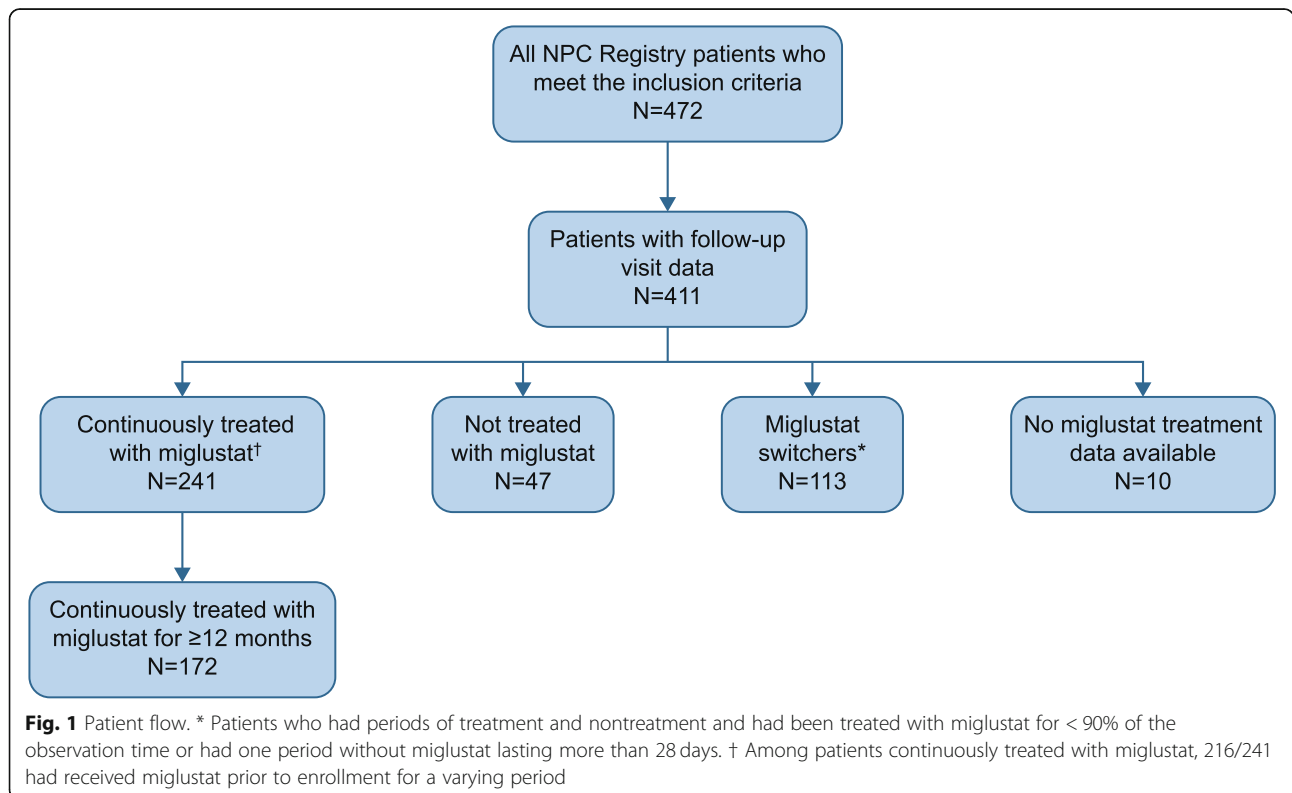 All NPC Registry patients who
meet the inclusion criteria
N=472
Patients with follow-up
visit data
N=411
Continuously treated
with miglustat†
N=241
Not treated
with miglustat
N=47
Miglustat
switchers*
N=113
No miglustat treatment
data available
N=10
Continuously treated with
miglustat for ≥12 months
N=172
Fig. 1 Patient flow. * Patients who had periods of treatment and nontreatment and had been treated with miglustat for < 90% of the
observation time or had one period without miglustat lasting more than 28 days. † Among patients continuously treated with miglustat, 216/241
had received miglustat prior to enrollment for a varying period